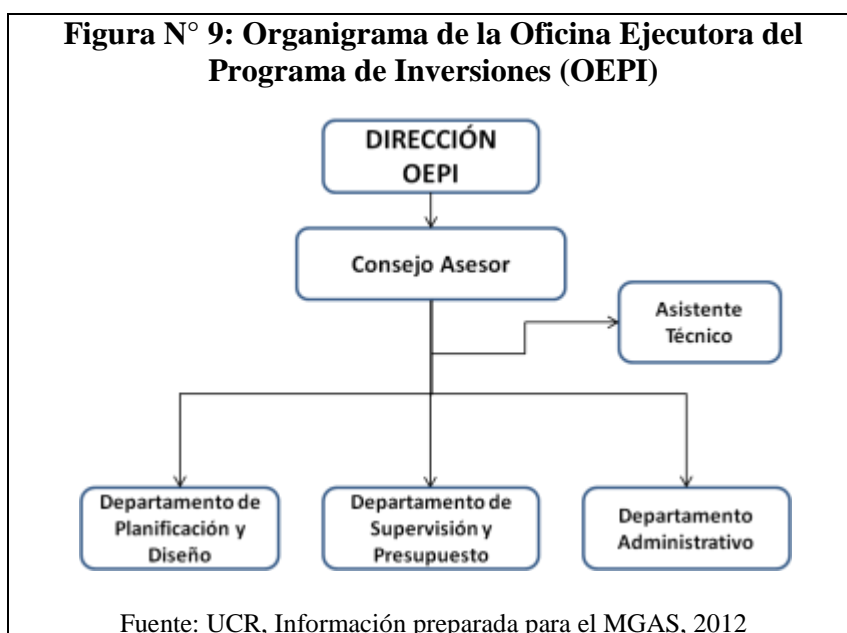 Figura N° 9: Organigrama de la Oficina Ejecutora del
Programa de Inversiones (OEPI)
DIRECCIÓN
OEPI
Consejo Asesor
Asistente
Técnico
Departamento de
Planificación y
Diseño
Departamento de
Supervisión y
Presupuesto
Departamento
Administrativo
Fuente: UCR, Información preparada para el MGAS, 2012